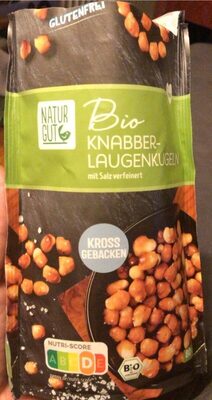 GLUTENFREI
NATUR
GUT
Bio
KNABBER-
LAUGENKUGELN
mit Salz verfeinert
KROSS
GEBACKEN
NUTRI-SCORE
A B C D E
BIO